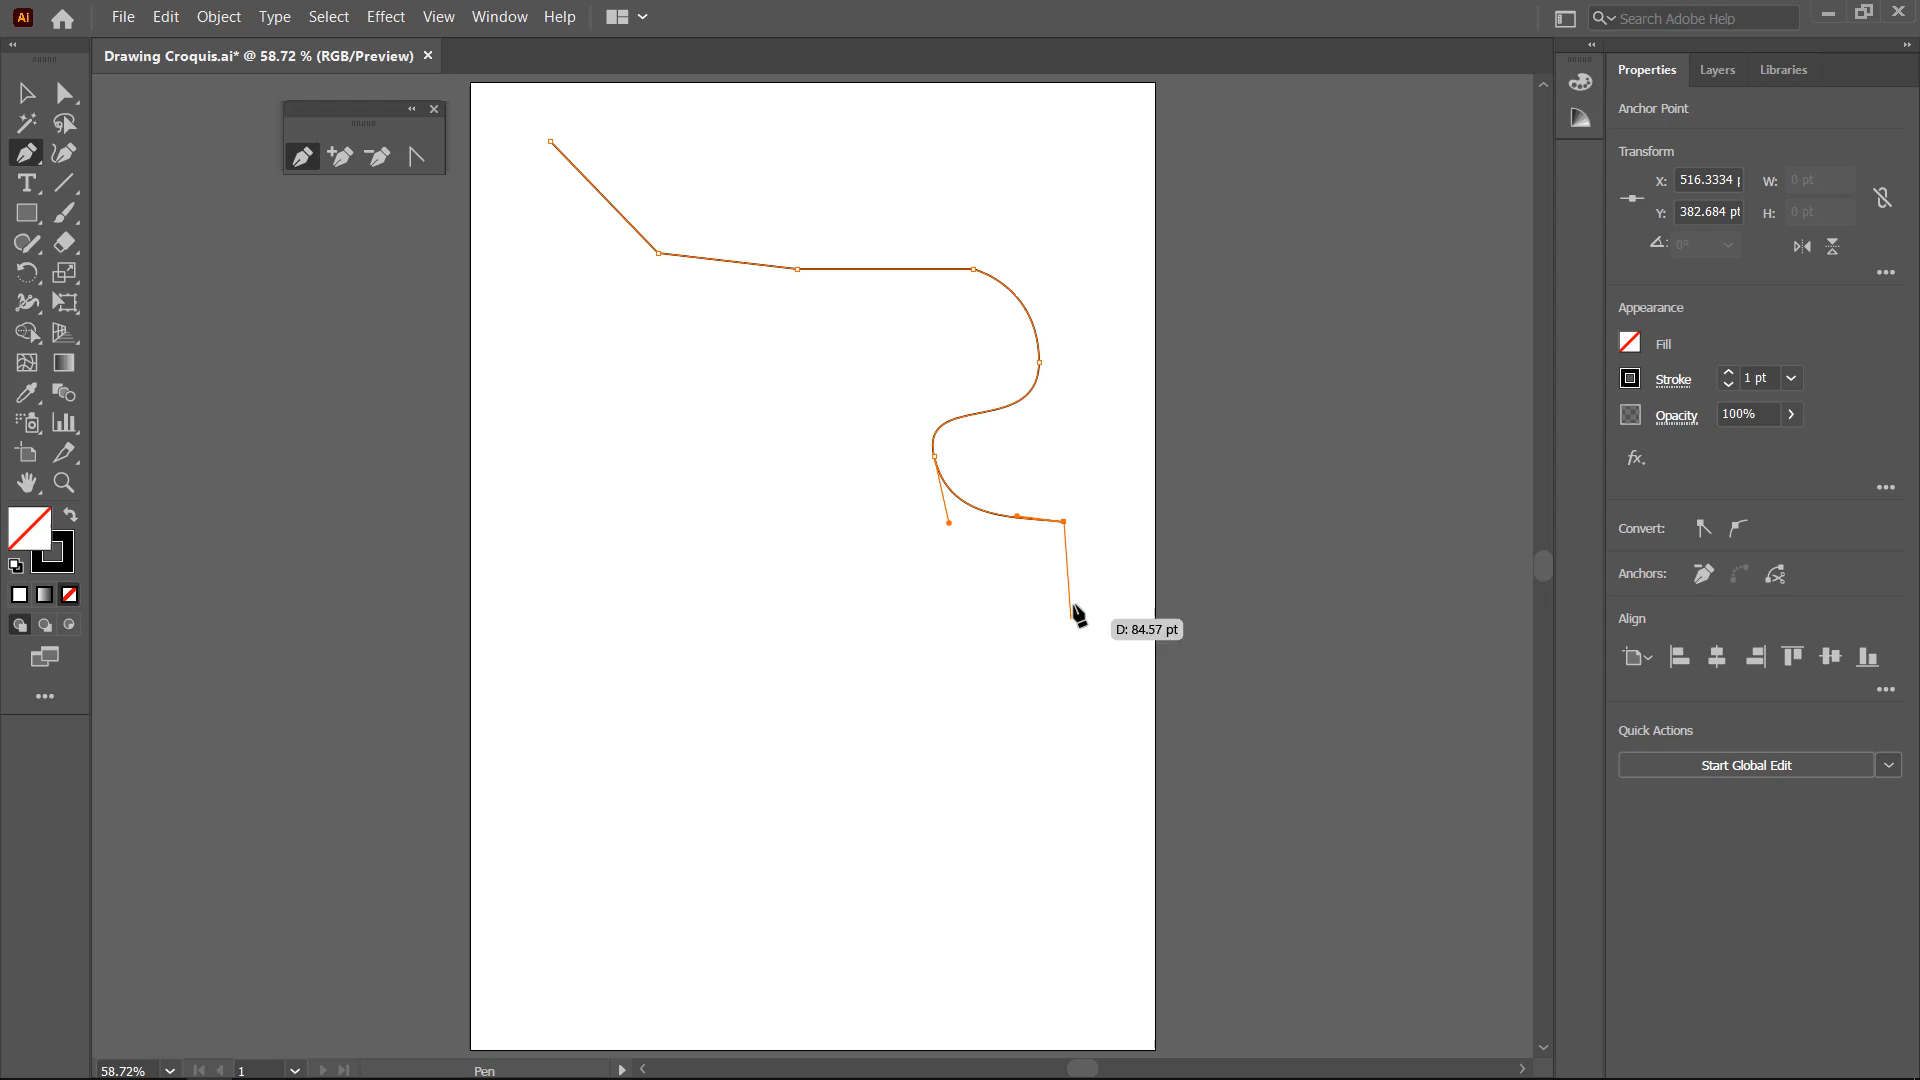 Ai File Edit Object Type Select Effect View Window Help Search Adobe Help
Drawing Croquis.ai* @ 58.72 % (RGB/Preview)
Properties Layers Libraries
Anchor Point
Transform
X: 516.3334 W: 0 pt
Y: 382.684 pt H: 0 pt
0°
Appearance
Fill
Stroke 1 pt
Opacity 100%
fx.
Convert:
Anchors:
D: 84.57 pt
Align
Quick Actions
Start Global Edit
58.72% 1 Pen